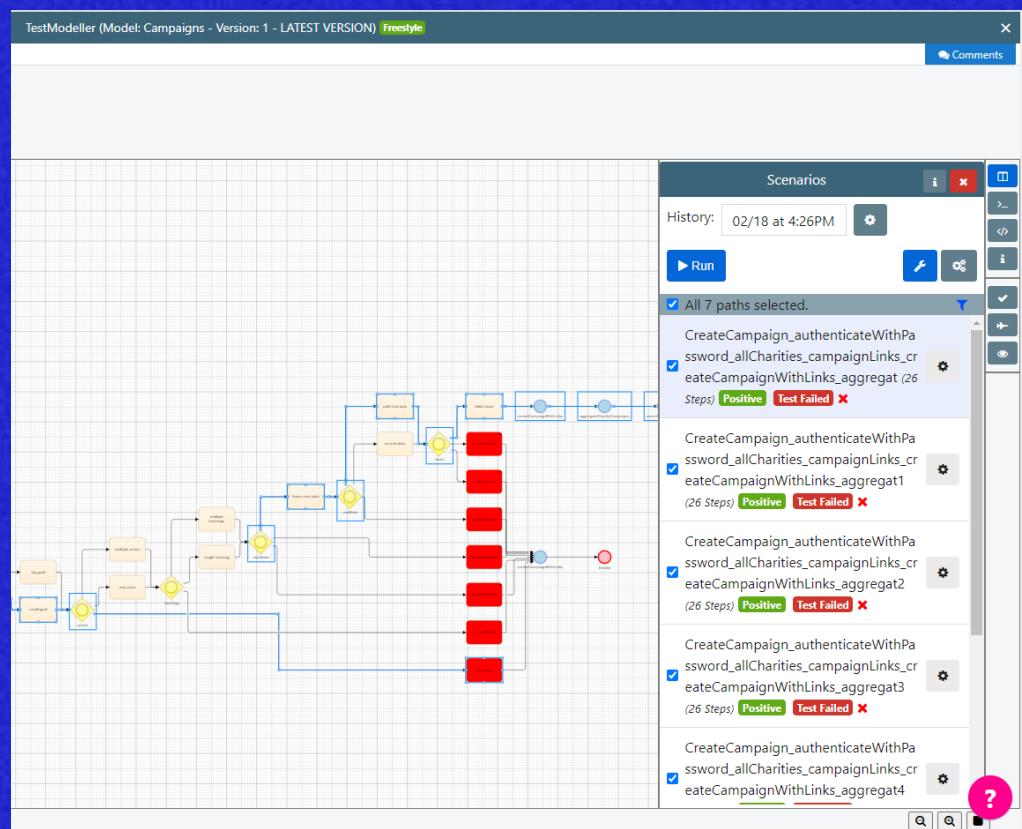 TestModeller (Model: Campaigns - Version: 1 - LATEST VERSION) Freestyle
Comments
Scenarios
History: 02/18 at 4:26PM
Run
All 7 paths selected.
CreateCampaign_authenticateWithPa
ssword_allCharities_campaignLinks_cr
eateCampaignWithLinks_aggregat (26
Steps) Positive Test Failed
CreateCampaign_authenticateWithPa
ssword_allCharities_campaignLinks_cr
eateCampaignWithLinks_aggregat1
(26 Steps) Positive Test Failed
CreateCampaign_authenticateWithPa
ssword_allCharities_campaignLinks_cr
eateCampaignWithLinks_aggregat2
(26 Steps) Positive Test Failed
CreateCampaign_authenticateWithPa
ssword_allCharities_campaignLinks_cr
eateCampaignWithLinks_aggregat3
(26 Steps) Positive Test Failed
CreateCampaign_authenticateWithPa
ssword_allCharities_campaignLinks_cr
eateCampaignWithLinks_aggregat4
?